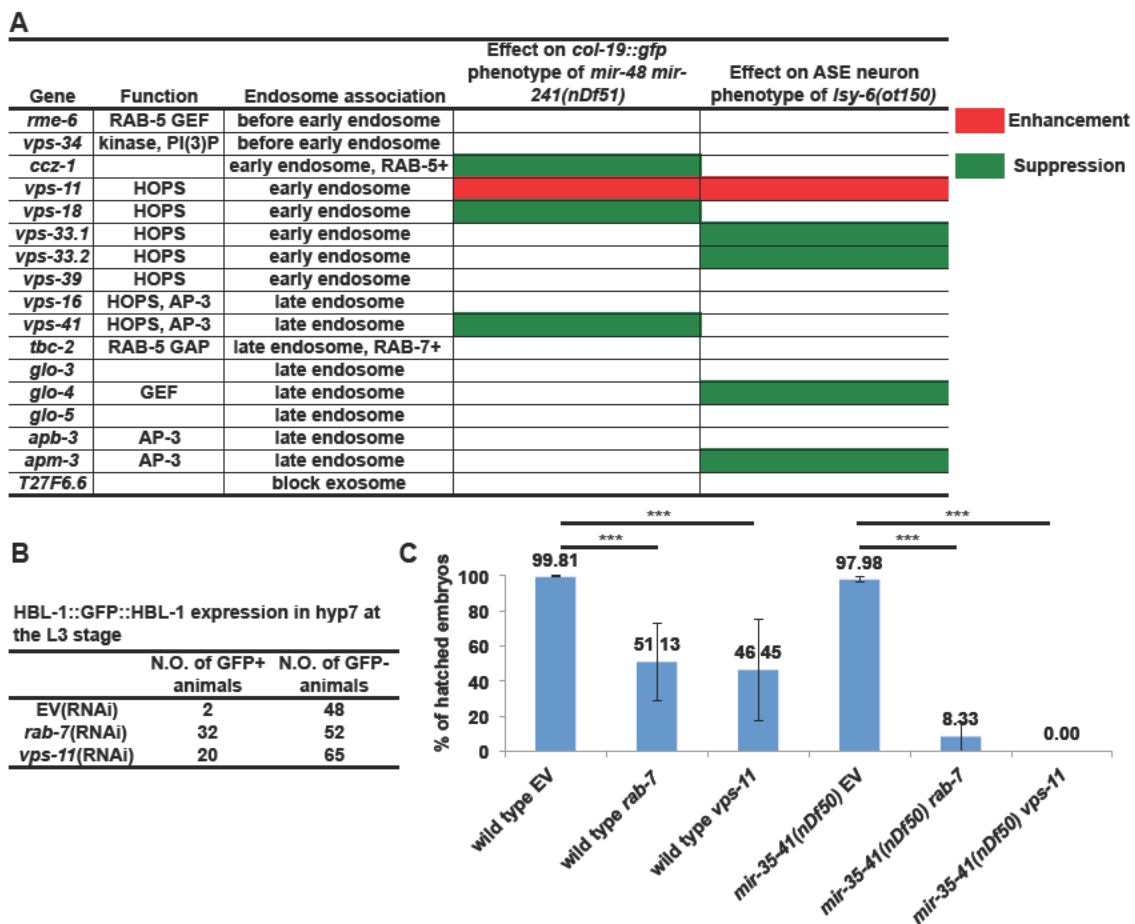 A
Gene Function Endosome association Effect on col-19::gfp phenotype of mir-48 mir-241(nDf51) Effect on ASE neuron phenotype of lsy-6(ot150)
rme-6 RAB-5 GEF before early endosome
vps-34 kinase, PI(3)P before early endosome
ccz-1 early endosome, RAB-5+
vps-11 HOPS early endosome
vps-18 HOPS early endosome
vps-33.1 HOPS early endosome
vps-33.2 HOPS early endosome
vps-39 HOPS early endosome
vps-16 HOPS, AP-3 late endosome
vps-41 HOPS, AP-3 late endosome
tbc-2 RAB-5 GAP late endosome, RAB-7+
glo-3 late endosome
glo-4 GEF late endosome
glo-5 late endosome
apb-3 AP-3 late endosome
apm-3 AP-3 late endosome
T27F6.6 block exosome
Enhancement
Suppression
B
HBL-1::GFP::HBL-1 expression in hyp7 at
the L3 stage
N.O. of GFP+ N.O. of GFP-
animals animals
EV(RNAi) 2 48
rab-7(RNAi) 32 52
vps-11(RNAi) 20 65
C
*** ***
*** ***
99.81 51.13 46.45 97.98 8.33 0.00
% of hatched embryos
100
80
60
40
20
0
wild type EV
wild type rab-7
wild type vps-11
mir-35-41(nDf50) EV
mir-35-41(nDf50) rab-7
mir-35-41(nDf50) vps-11